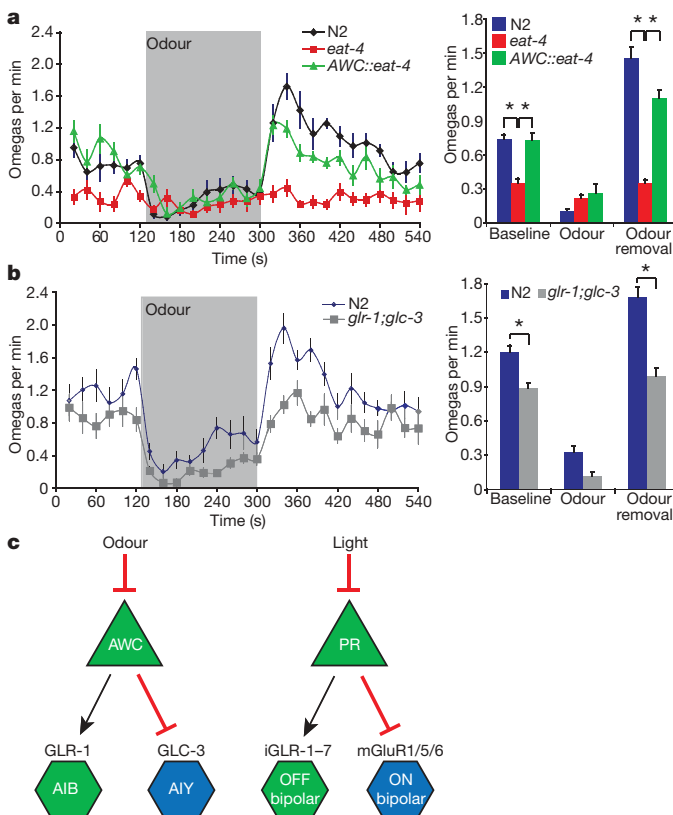 a
Omegas per min
2.4
2.0
1.6
1.2
0.8
0.4
0
Odour
N2
eat-4
AWC::eat-4
0 60 120 180 240 300 360 420 480 540
Time (s)
1.8
1.5
1.2
0.9
0.6
0.3
0
Omegas per min
N2
eat-4
AWC::eat-4
* *
* *
Baseline Odour Odour
removal
b
Omegas per min
2.4
2.0
1.6
1.2
0.8
0.4
0
Odour
N2
glr-1;glc-3
0 60 120 180 240 300 360 420 480 540
Time (s)
1.8
1.5
1.2
0.9
0.6
0.3
0
Omegas per min
N2 glr-1;glc-3
*
*
Baseline Odour Odour
removal
c
Odour
AWC
GLR-1 GLC-3
AIB AIY
Light
PR
iGLR-1–7 mGluR1/5/6
OFF
bipolar
ON
bipolar